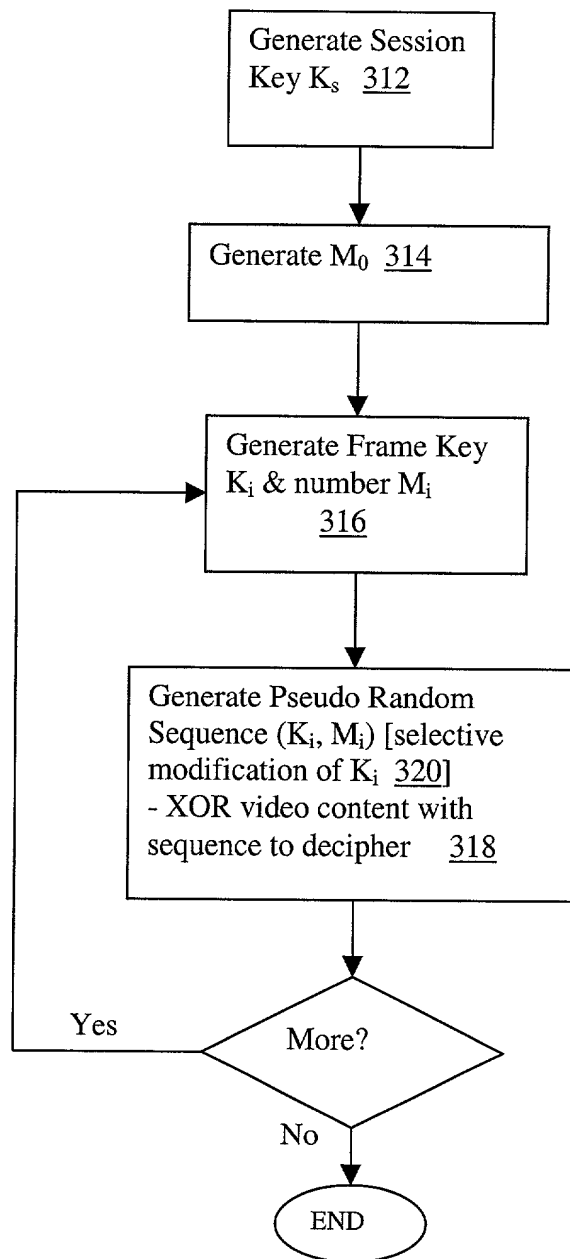 Generate Session
Key Ks 312
Generate M0 314
Generate Frame Key
Ki & number Mi
316
Generate Pseudo Random
Sequence (Ki, Mi) [selective
modification of Ki 320]
- XOR video content with
sequence to decipher 318
Yes
More?
No
END